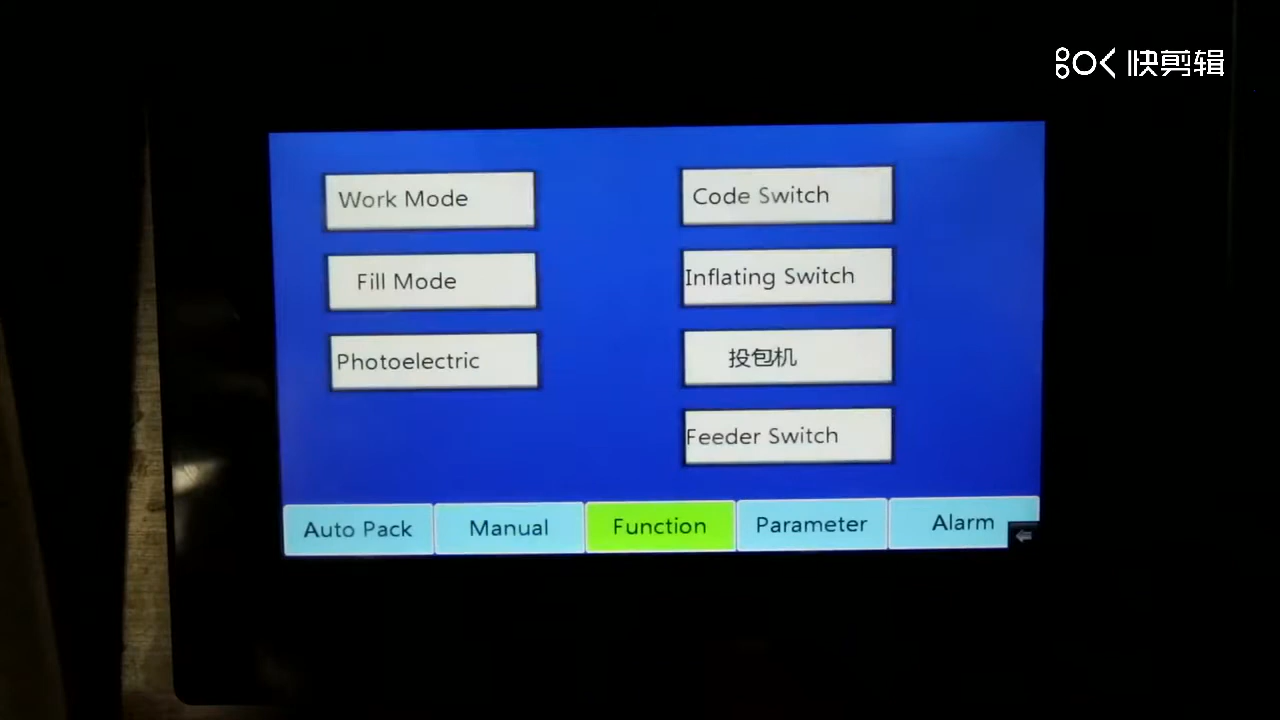 快剪辑
Work Mode
Code Switch
Fill Mode
Inflating Switch
Photoelectric
投包机
Feeder Switch
Auto Pack
Manual
Function
Parameter
Alarm